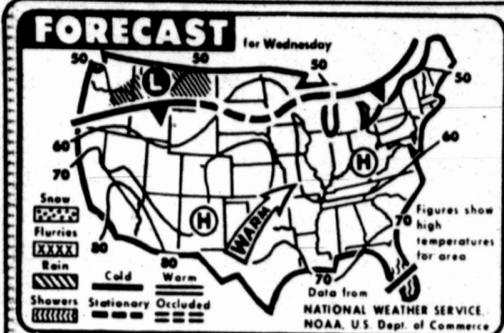 FORECAST
for Wednesday
50
50
50
50
L
60
60
70
H
H
WARM
80
80
70
70
Snow
Flurries
Rain
Showers
Cold
Warm
Stationary
Occluded
Figures show
high
temperatures
for area
Data from
NATIONAL WEATHER SERVICE,
NOAA, U.S. Dept. of Commerce